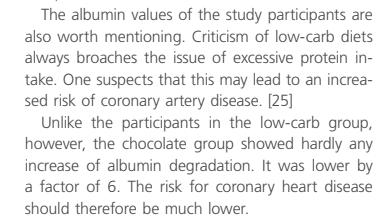 The albumin values of the study participants are
also worth mentioning. Criticism of low-carb diets
always broaches the issue of excessive protein in-
take. One suspects that this may lead to an increa-
sed risk of coronary artery disease. [25]
Unlike the participants in the low-carb group,
however, the chocolate group showed hardly any
increase of albumin degradation. It was lower by
a factor of 6. The risk for coronary heart disease
should therefore be much lower.